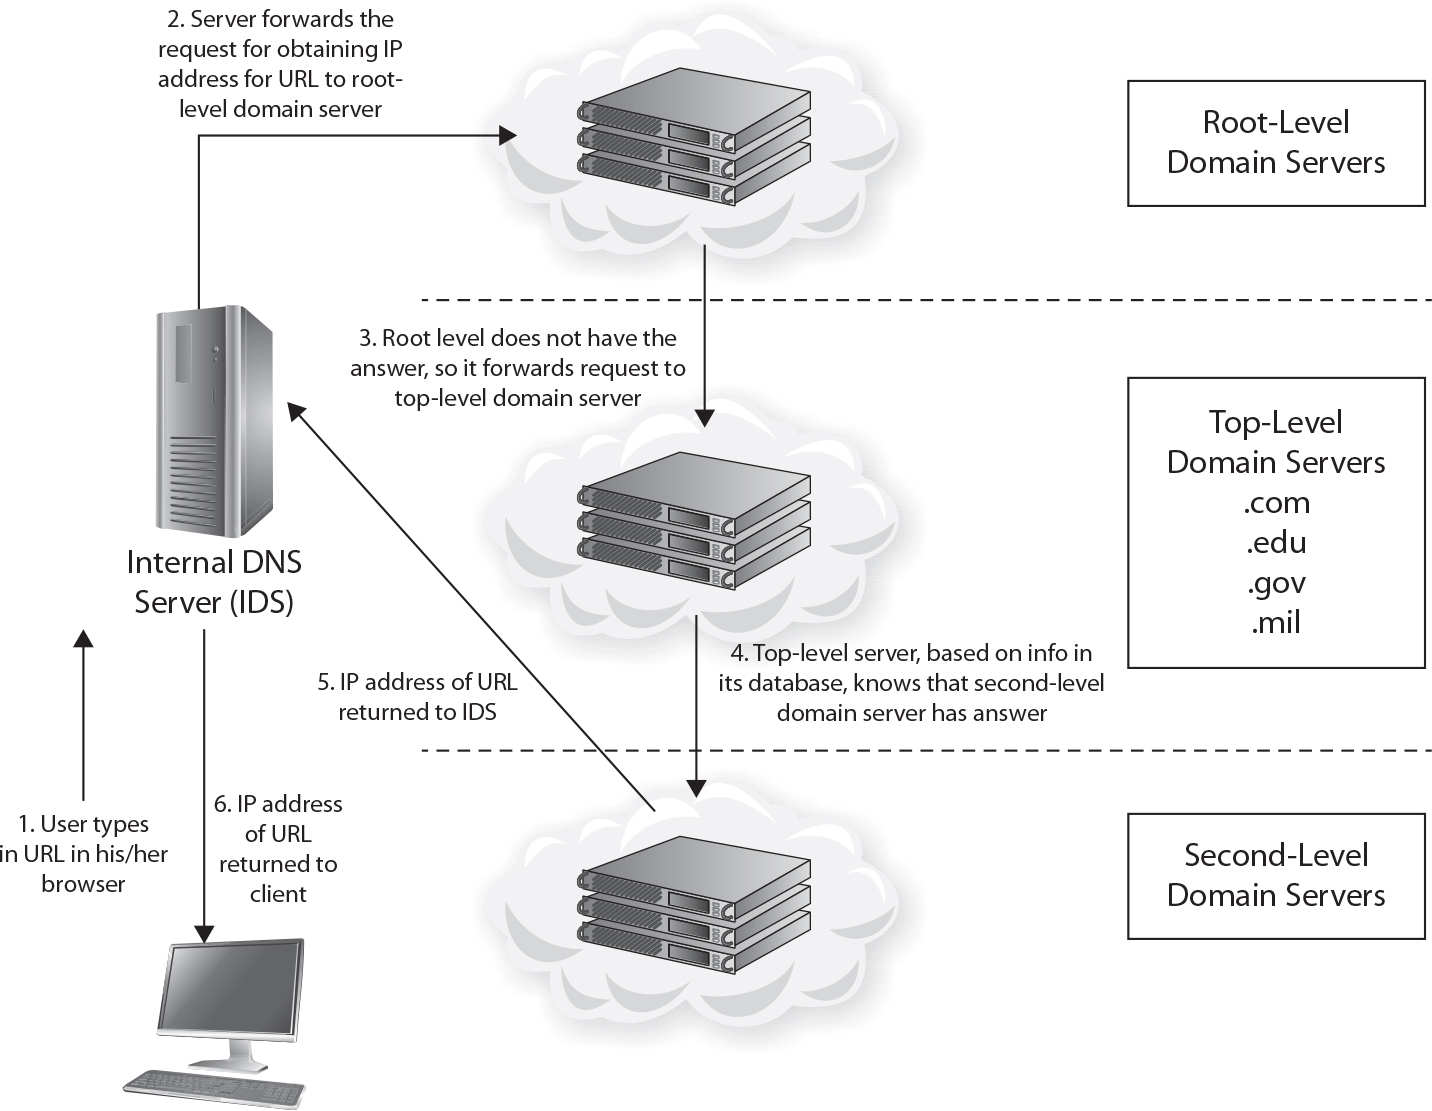 2. Server forwards the
request for obtaining IP
address for URL to root-
level domain server
Root-Level
Domain Servers
3. Root level does not have the
answer, so it forwards request to
top-level domain server
Top-Level
Domain Servers
.com
.edu
.gov
.mil
Internal DNS
Server (IDS)
4. Top-level server, based on info in
its database, knows that second-level
domain server has answer
5. IP address of URL
returned to IDS
1. User types
in URL in his/her
browser
6. IP address
of URL
returned to
client
Second-Level
Domain Servers